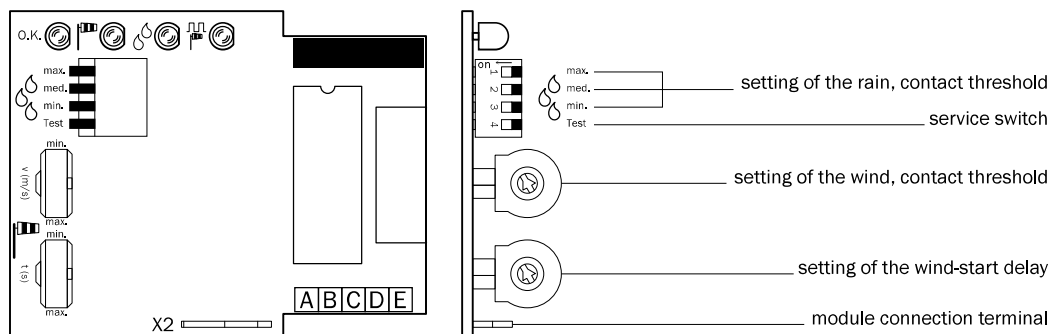 O.K.
max.
med.
min.
Test
min.
v (m/s)
max.
min.
t (s)
max.
X2
A B C D E
on
1
2
3
4
max.
med.
min.
Test
setting of the rain, contact threshold
service switch
setting of the wind, contact threshold
setting of the wind-start delay
module connection terminal